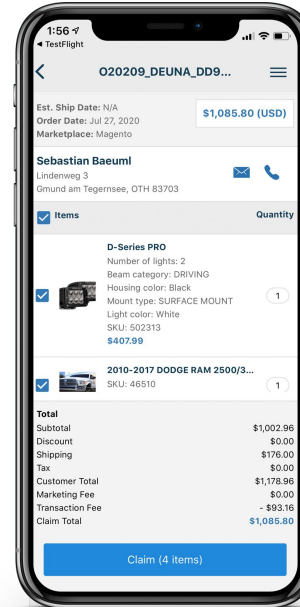 1:56
◀ TestFlight
O20209_DEUNA_DD9...
Est. Ship Date: N/A
Order Date: Jul 27, 2020
Marketplace: Magento
$1,085.80 (USD)
Sebastian Baeuml
Lindenweg 3
Gmund am Tegernsee, OTH 83703
Items
Quantity
D-Series PRO
Number of lights: 2
Beam category: DRIVING
Housing color: Black
Mount type: SURFACE MOUNT
Light color: White
SKU: 502313
$407.99
1
2010-2017 DODGE RAM 2500/3...
SKU: 46510
1
Total
Subtotal $1,002.96
Discount $0.00
Shipping $176.00
Tax $0.00
Customer Total $1,178.96
Marketing Fee $0.00
Transaction Fee - $93.16
Claim Total $1,085.80
Claim (4 items)